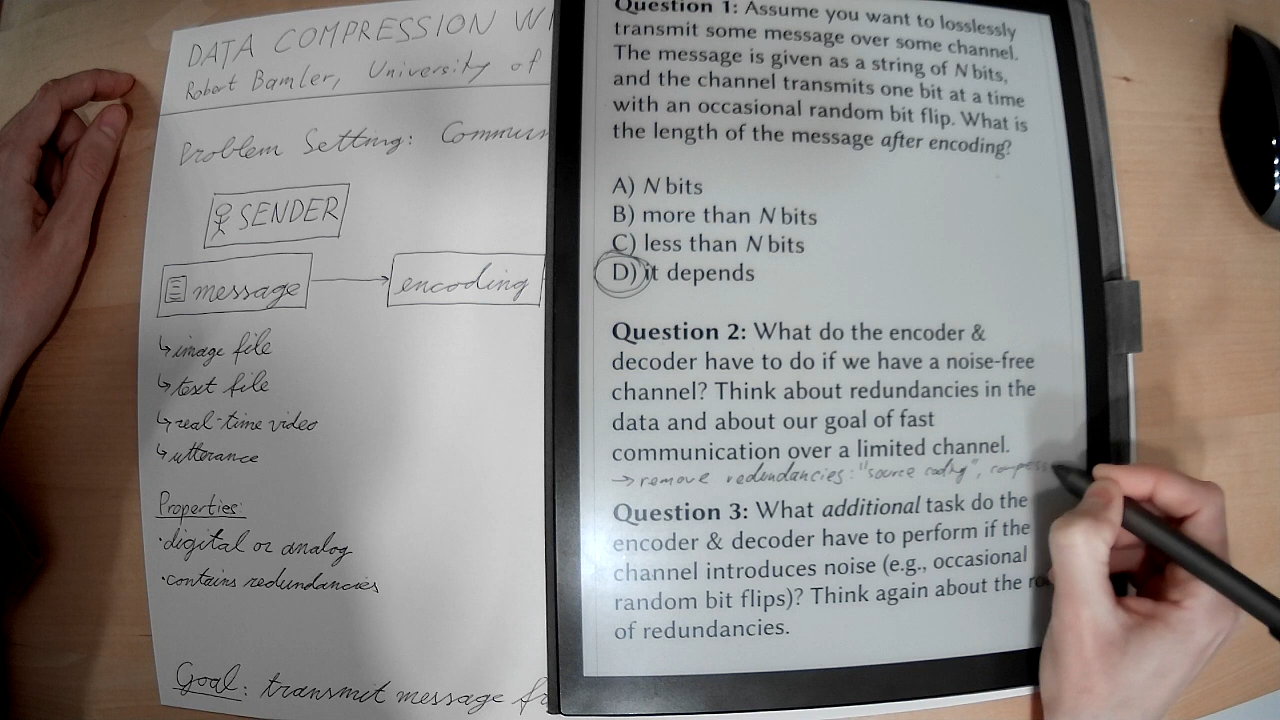 DATA COMPRESSION WI
Robert Bamler, University of
Problem Setting: Commun
SENDER
message
encoding
↳image file
↳text file
↳real-time video
↳utterance
Properties:
·digital or analog
·contains redundancies
Goal: transmit message fa
Question 1: Assume you want to losslessly
transmit some message over some channel.
The message is given as a string of N bits,
and the channel transmits one bit at a time
with an occasional random bit flip. What is
the length of the message after encoding?
A) N bits
B) more than N bits
C) less than N bits
D) it depends
Question 2: What do the encoder &
decoder have to do if we have a noise-free
channel? Think about redundancies in the
data and about our goal of fast
communication over a limited channel.
→remove redundancies: "source coding", compress
Question 3: What additional task do the
encoder & decoder have to perform if the
channel introduces noise (e.g., occasional
random bit flips)? Think again about the
of redundancies.